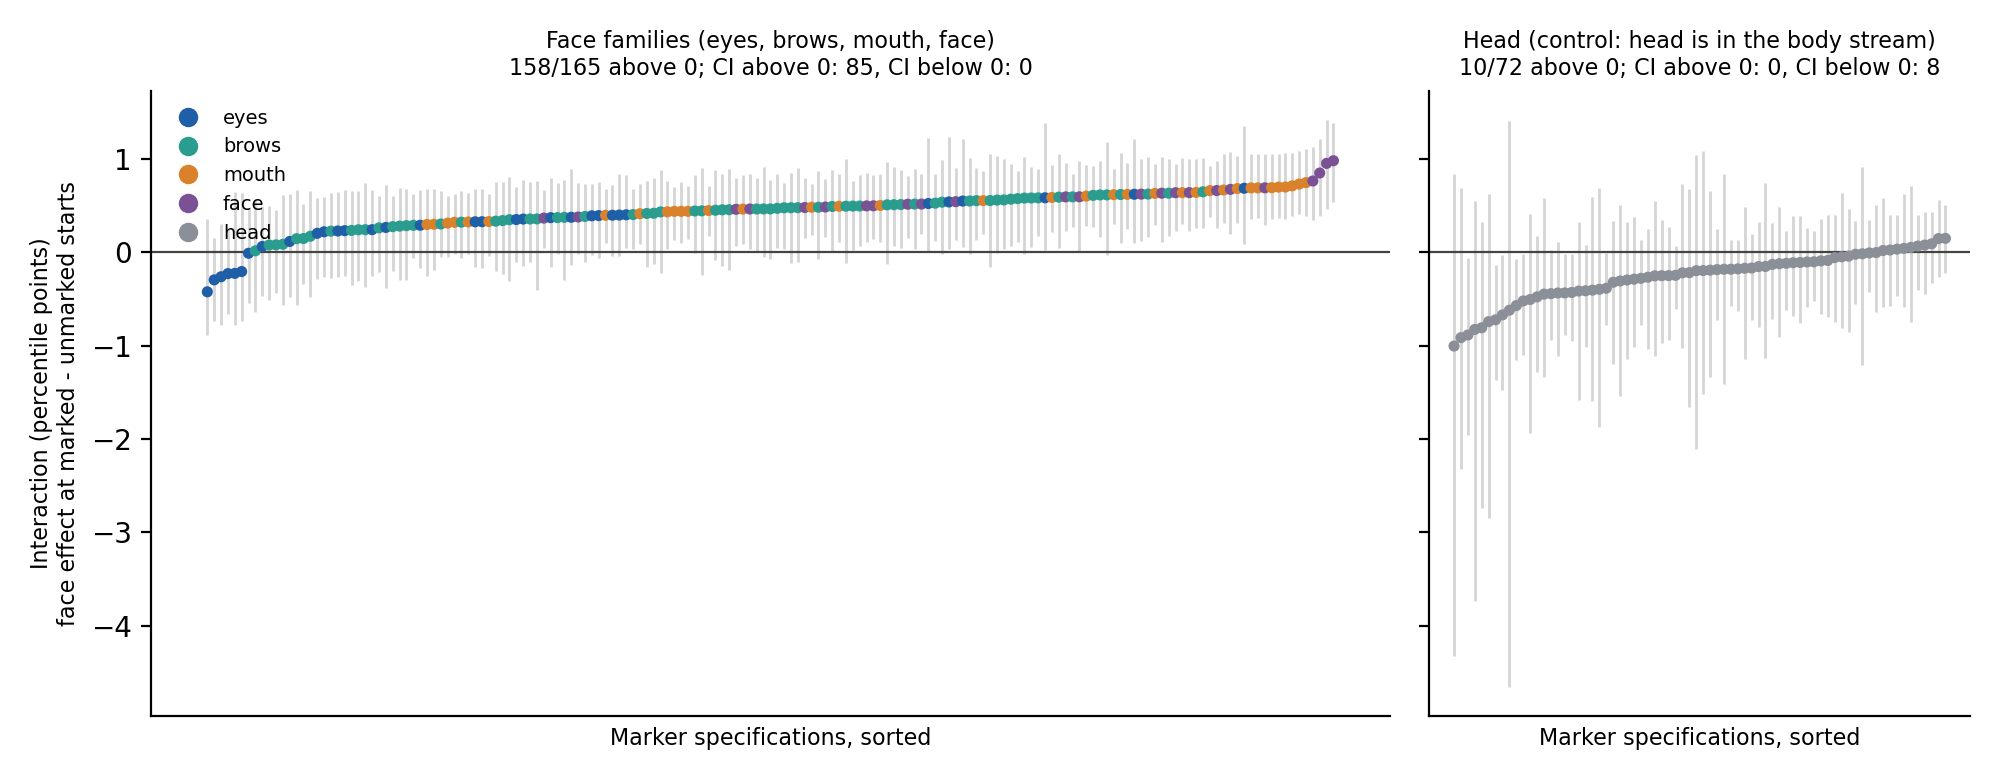 Face families (eyes, brows, mouth, face)
158/165 above 0; CI above 0: 85, CI below 0: 0
Head (control: head is in the body stream)
10/72 above 0; CI above 0: 0, CI below 0: 8
eyes
brows
mouth
face
head
1
0
−1
−2
−3
−4
Interaction (percentile points)
face effect at marked - unmarked starts
Marker specifications, sorted
Marker specifications, sorted